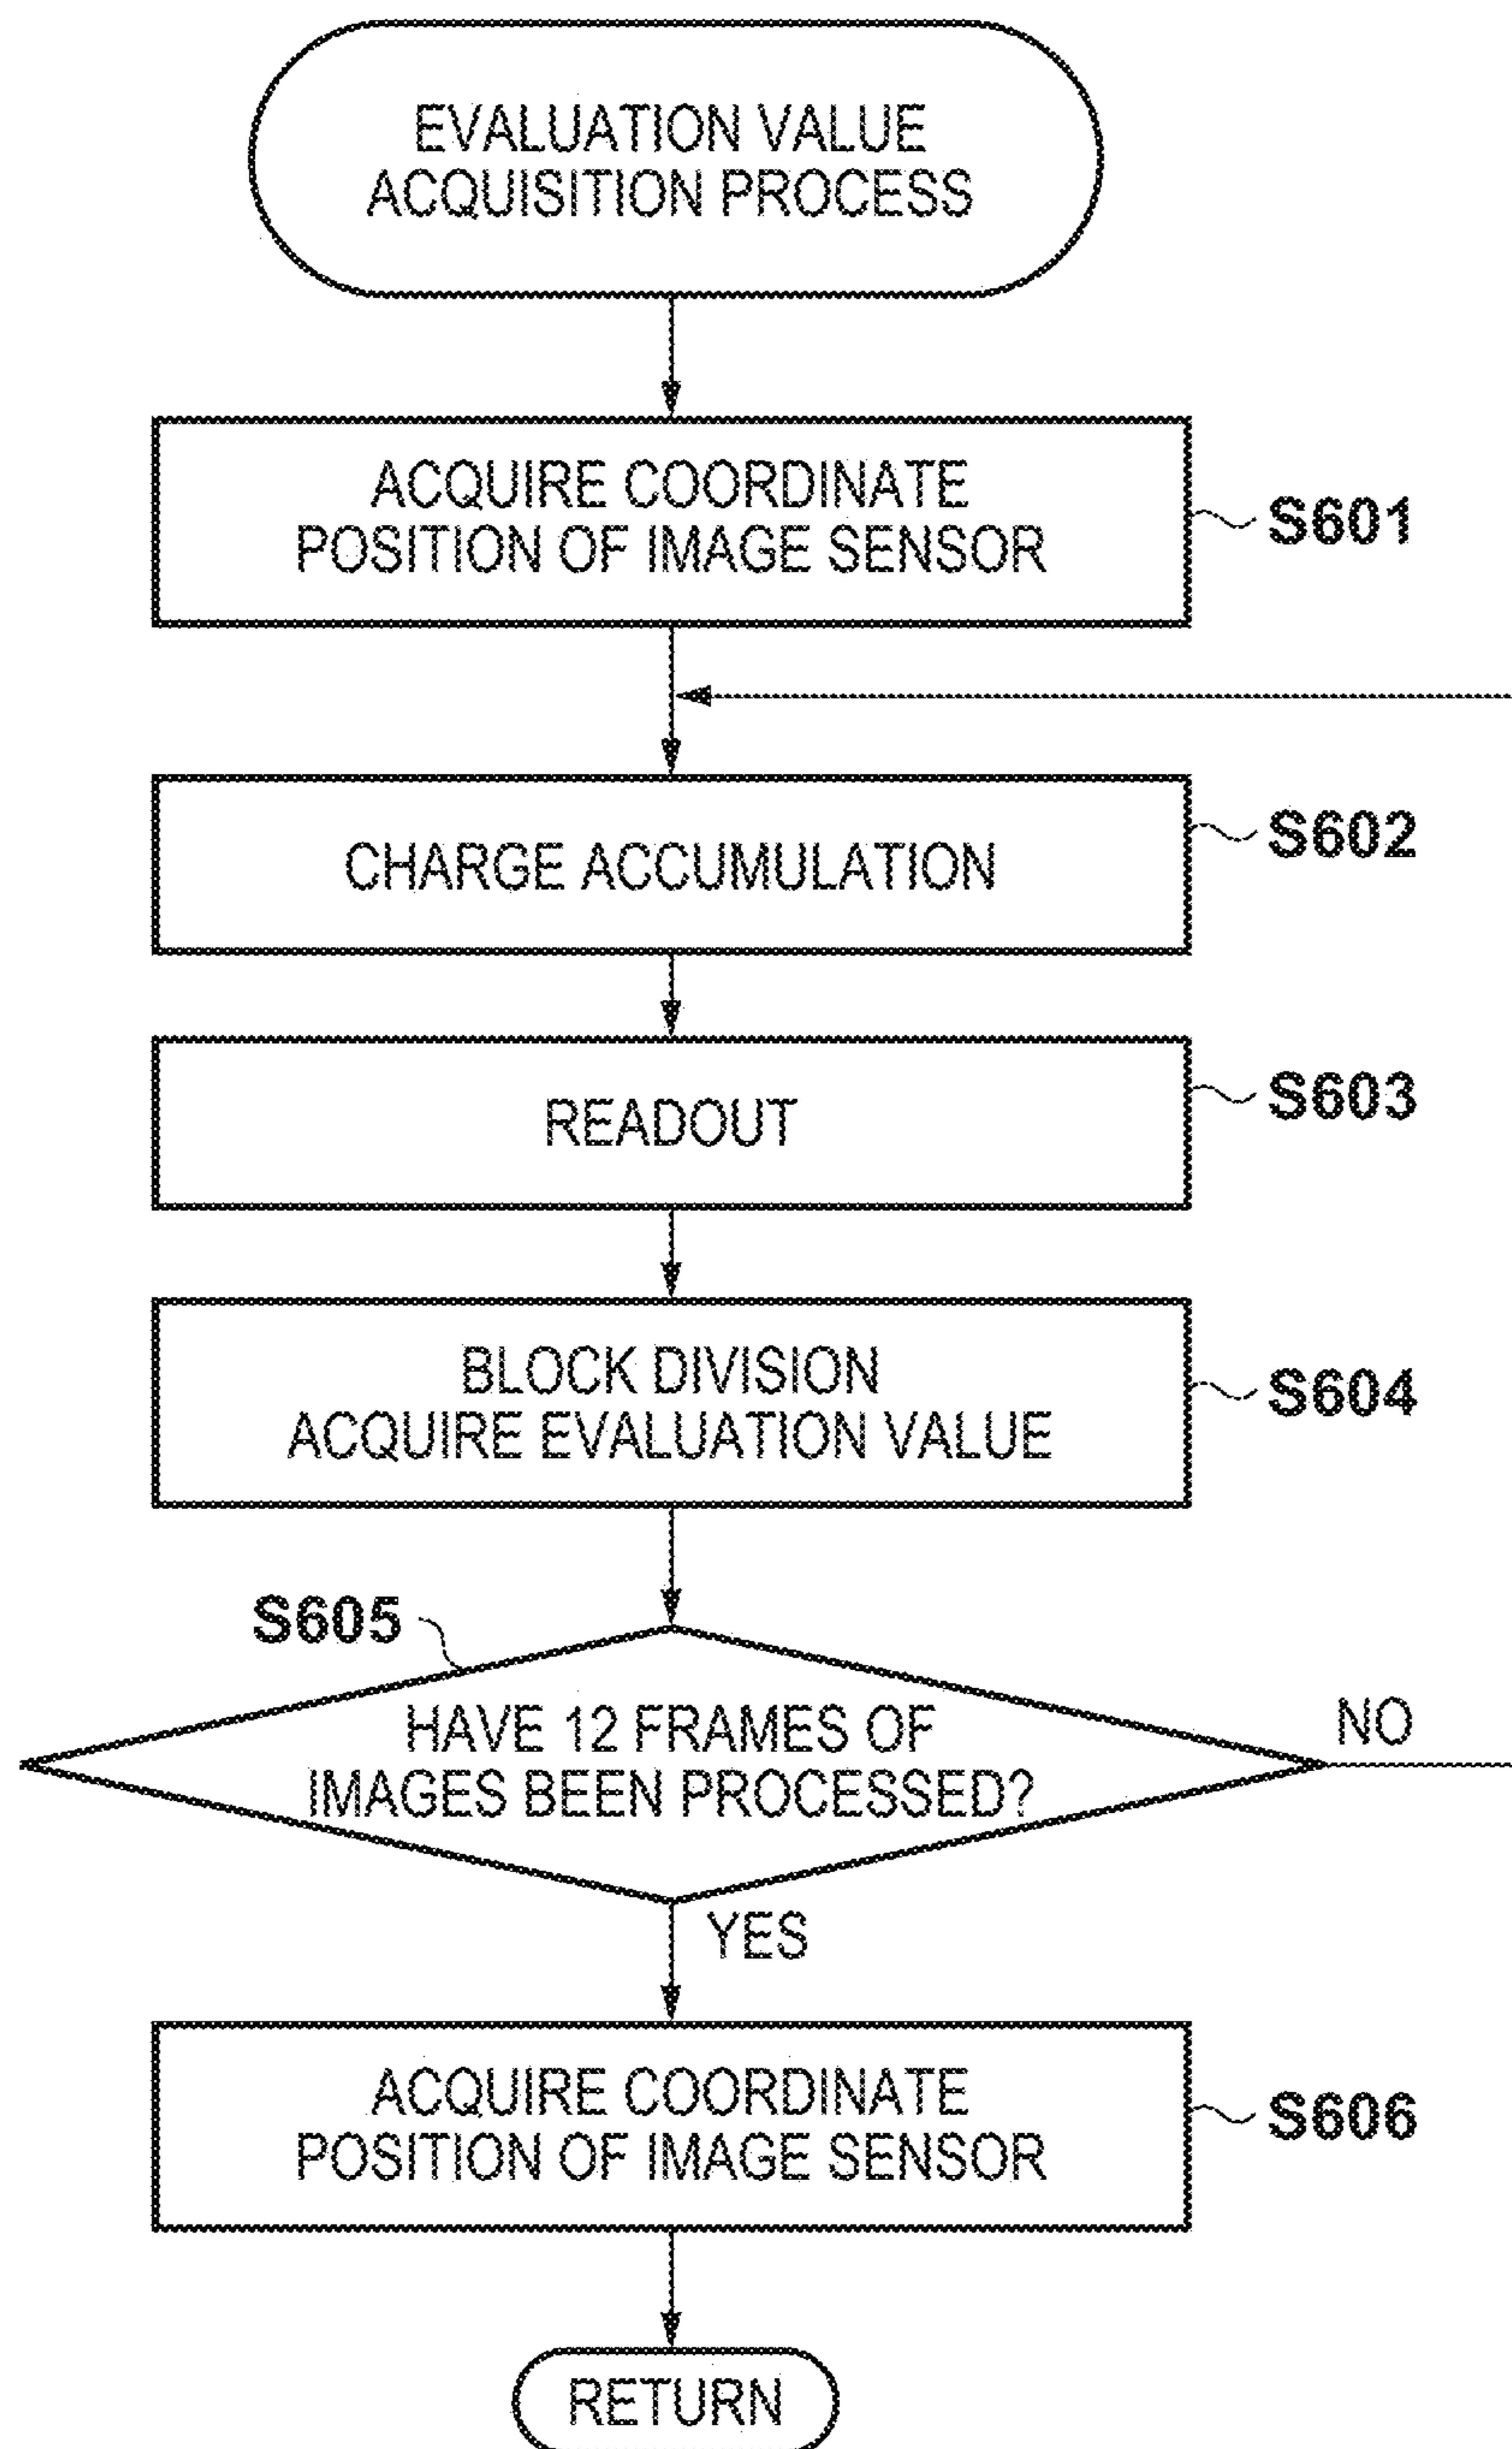 EVALUATION VALUE
ACQUISITION PROCESS
ACQUIRE COORDINATE
POSITION OF IMAGE SENSOR
S601
CHARGE ACCUMULATION
S602
READOUT
S603
BLOCK DIVISION
ACQUIRE EVALUATION VALUE
S604
S605
HAVE 12 FRAMES OF
IMAGES BEEN PROCESSED?
NO
YES
ACQUIRE COORDINATE
POSITION OF IMAGE SENSOR
S606
RETURN